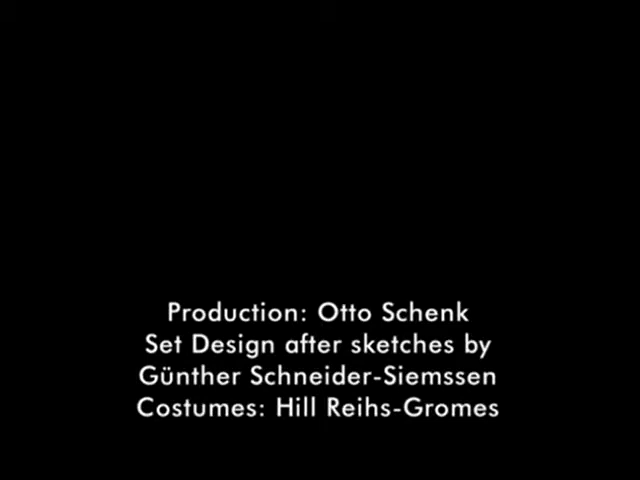 Production: Otto Schenk
Set Design after sketches by
Günther Schneider-Siemssen
Costumes: Hill Reihs-Gromes